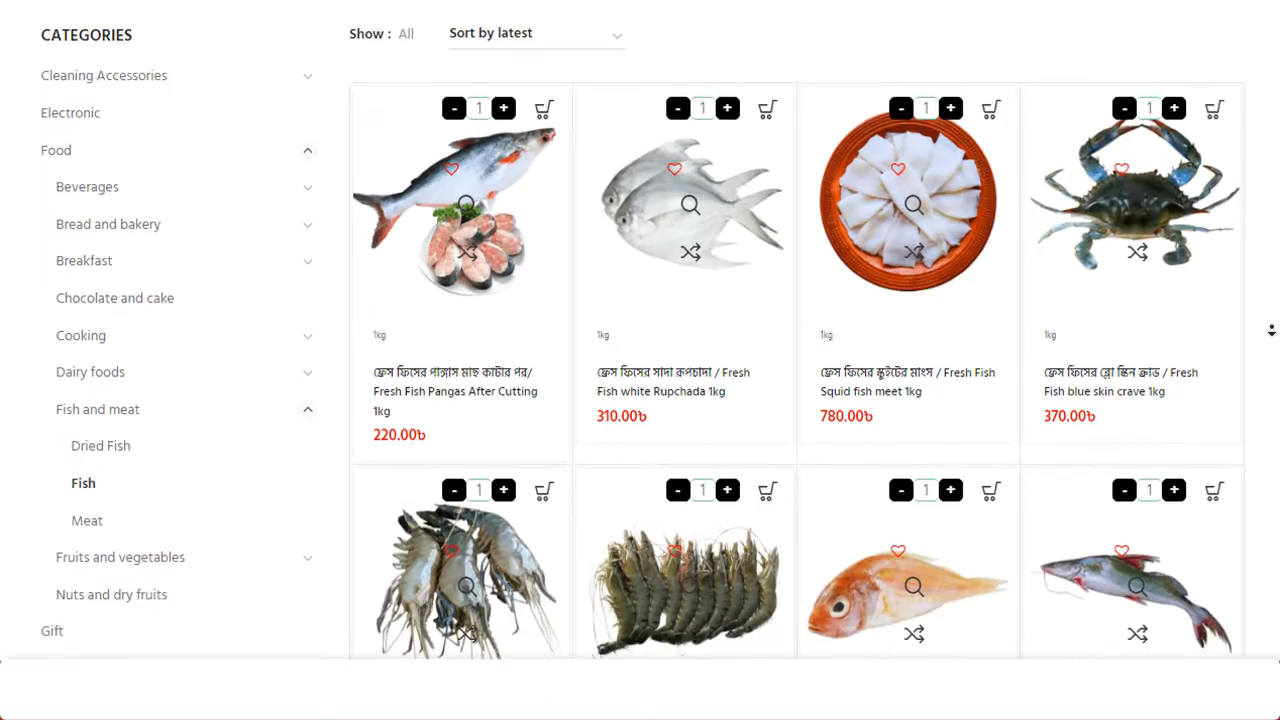 CATEGORIES
Show : All
Sort by latest
Cleaning Accessories
Electronic
Food
Beverages
Bread and bakery
Breakfast
Chocolate and cake
Cooking
Dairy foods
Fish and meat
Dried Fish
Fish
Meat
Fruits and vegetables
Nuts and dry fruits
Gift
- 1 +
- 1 +
- 1 +
- 1 +
1kg
ফ্রেস ফিসের পাঙ্গাস মাছ কাটার পর/
Fresh Fish Pangas After Cutting
1kg
220.00৳
1kg
ফ্রেস ফিসের সাদা রুপচাদা / Fresh
Fish white Rupchada 1kg
310.00৳
1kg
ফ্রেস ফিসের স্কুইটের মাংস / Fresh Fish
Squid fish meet 1kg
780.00৳
1kg
ফ্রেস ফিসের ব্লো স্কিন ক্রাভ / Fresh
Fish blue skin crave 1kg
370.00৳
- 1 +
- 1 +
- 1 +
- 1 +